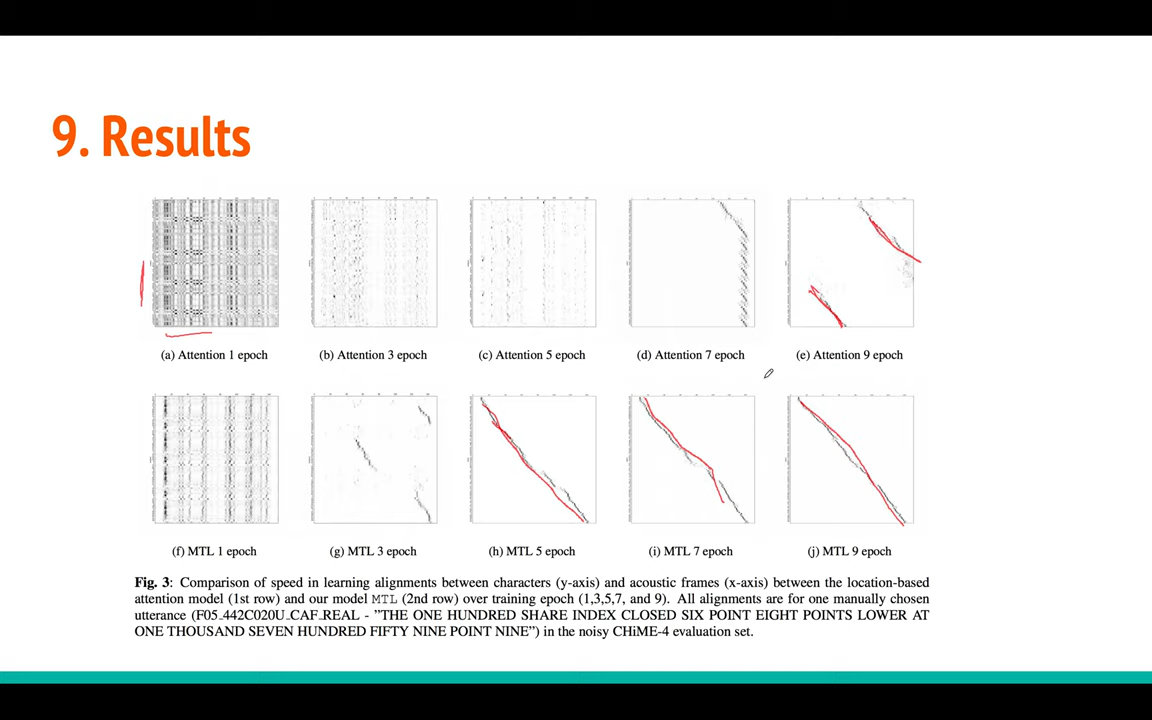 9. Results
(a) Attention 1 epoch
(b) Attention 3 epoch
(c) Attention 5 epoch
(d) Attention 7 epoch
(e) Attention 9 epoch
(f) MTL 1 epoch
(g) MTL 3 epoch
(h) MTL 5 epoch
(i) MTL 7 epoch
(j) MTL 9 epoch
Fig. 3: Comparison of speed in learning alignments between characters (y-axis) and acoustic frames (x-axis) between the location-based
attention model (1st row) and our model MTL (2nd row) over training epoch (1,3,5,7, and 9). All alignments are for one manually chosen
utterance (F05_442C020U_CAF_REAL - ”THE ONE HUNDRED SHARE INDEX CLOSED SIX POINT EIGHT POINTS LOWER AT
ONE THOUSAND SEVEN HUNDRED FIFTY NINE POINT NINE”) in the noisy CHiME-4 evaluation set.